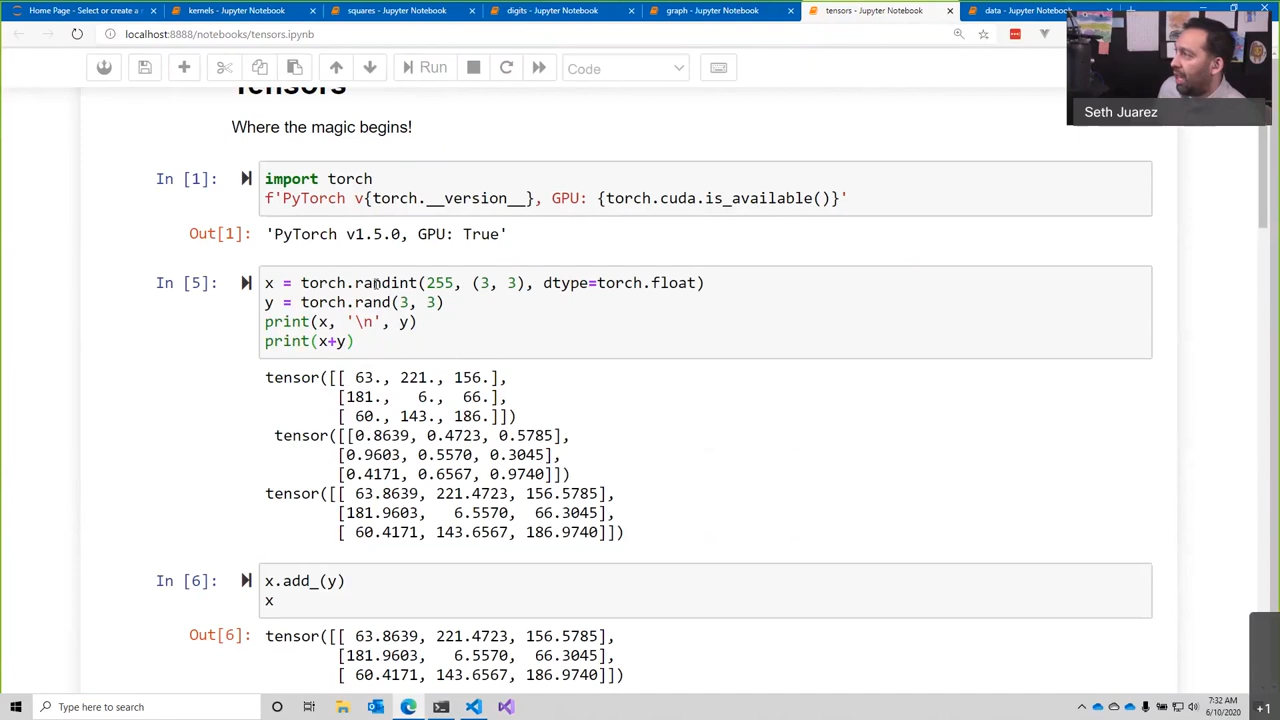 Home Page - Select or create a
kernels - Jupyter Notebook
squares - Jupyter Notebook
digits - Jupyter Notebook
graph - Jupyter Notebook
tensors - Jupyter Notebook
data - Jupyter Notebook
localhost:8888/notebooks/tensors.ipynb
Run
Code
Seth Juarez
Tensors
Where the magic begins!
In [1]:
import torch
f'PyTorch v{torch.__version__}, GPU: {torch.cuda.is_available()}'
Out[1]: 'PyTorch v1.5.0, GPU: True'
In [5]:
x = torch.randint(255, (3, 3), dtype=torch.float)
y = torch.rand(3, 3)
print(x, '\n', y)
print(x+y)
tensor([[ 63., 221., 156.],
[181., 6., 66.],
[ 60., 143., 186.]])
tensor([[0.8639, 0.4723, 0.5785],
[0.9603, 0.5570, 0.3045],
[0.4171, 0.6567, 0.9740]])
tensor([[ 63.8639, 221.4723, 156.5785],
[181.9603, 6.5570, 66.3045],
[ 60.4171, 143.6567, 186.9740]])
In [6]:
x.add_(y)
x
Out[6]: tensor([[ 63.8639, 221.4723, 156.5785],
[181.9603, 6.5570, 66.3045],
[ 60.4171, 143.6567, 186.9740]])
Type here to search
7:32 AM
6/10/2020
+1